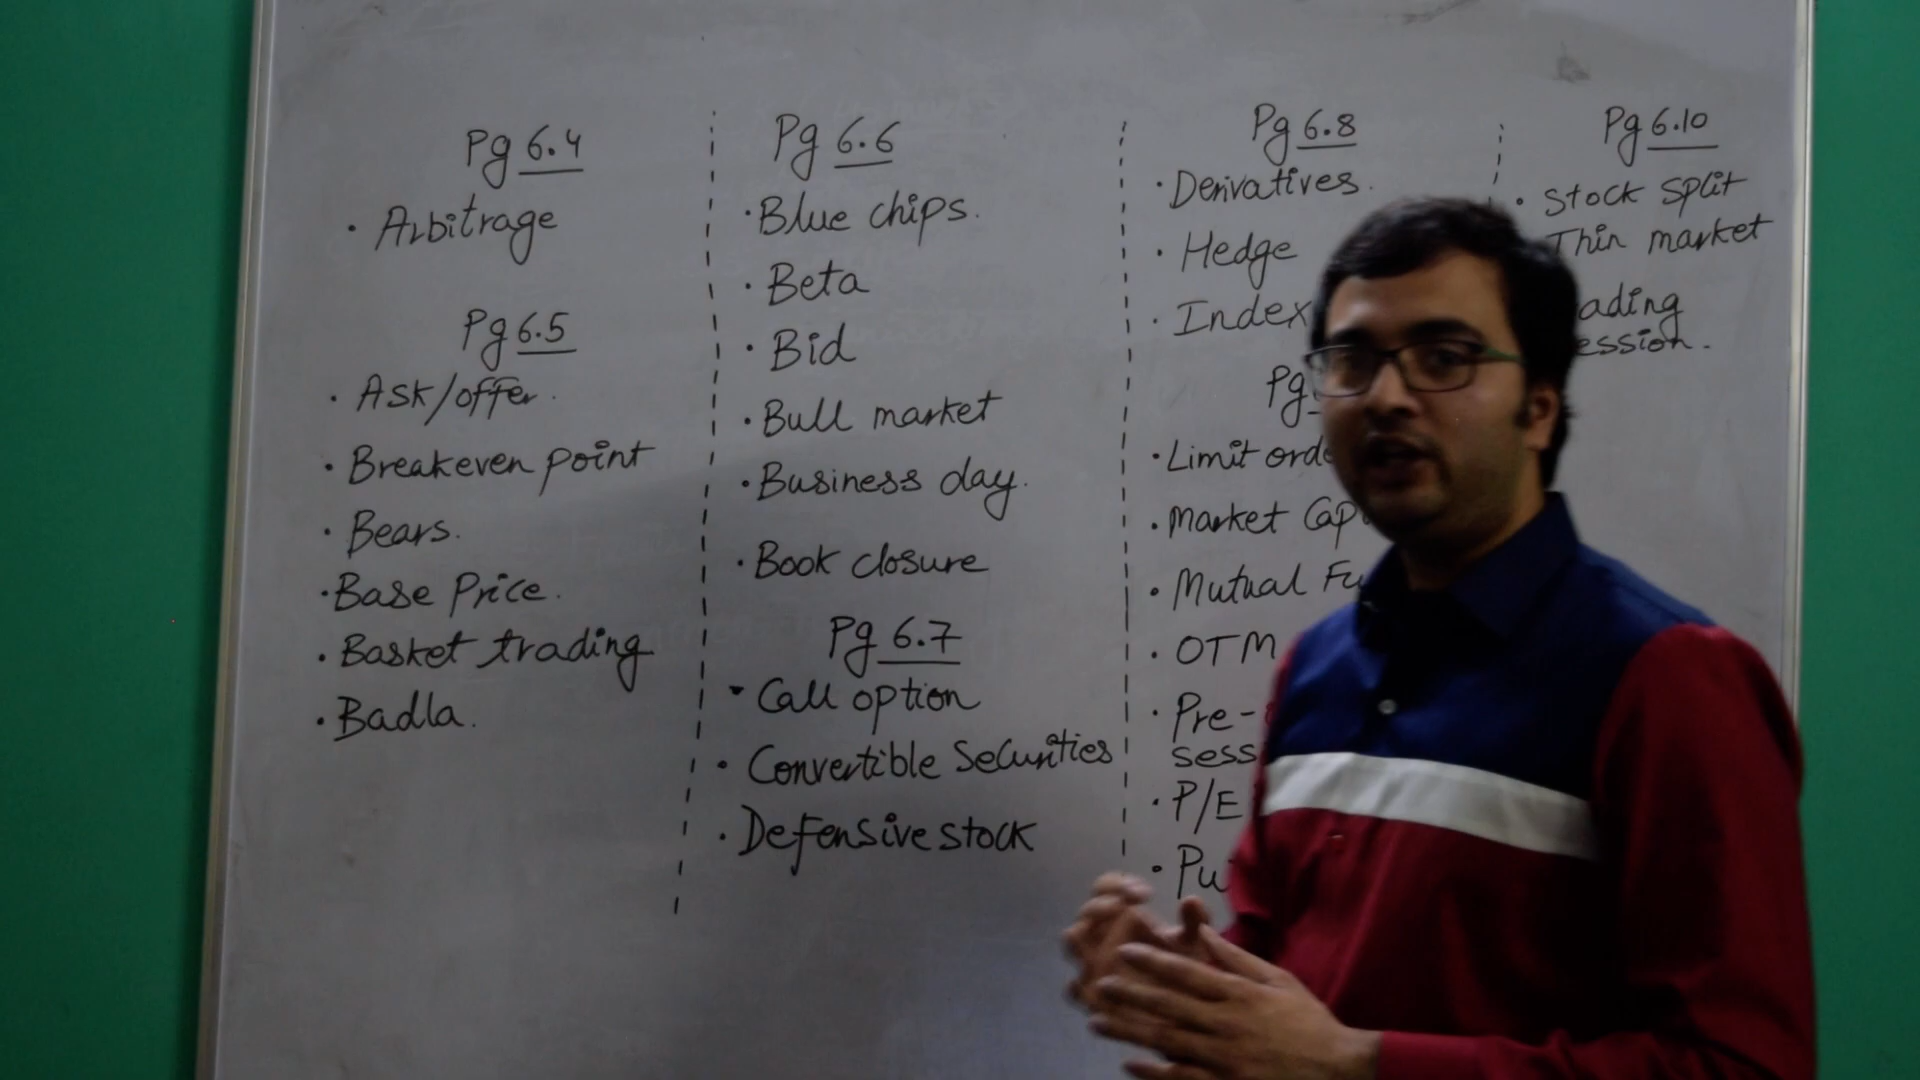 Pg 6.4
· Arbitrage
Pg 6.5
· Ask/offer.
· Breakeven point
· Bears.
· Base Price.
· Basket trading
· Badla.
Pg 6.6
· Blue chips.
· Beta
· Bid
· Bull market
· Business day.
· Book closure
Pg 6.7
· Call option
· Convertible Securities
· Defensive stock
Pg 6.8
· Derivatives.
· Hedge
· Index
Pg
· Limit
· Market
· Mutual
· OTM
· Pre-
· P/E
Pg 6.10
· Stock Split
Thin market